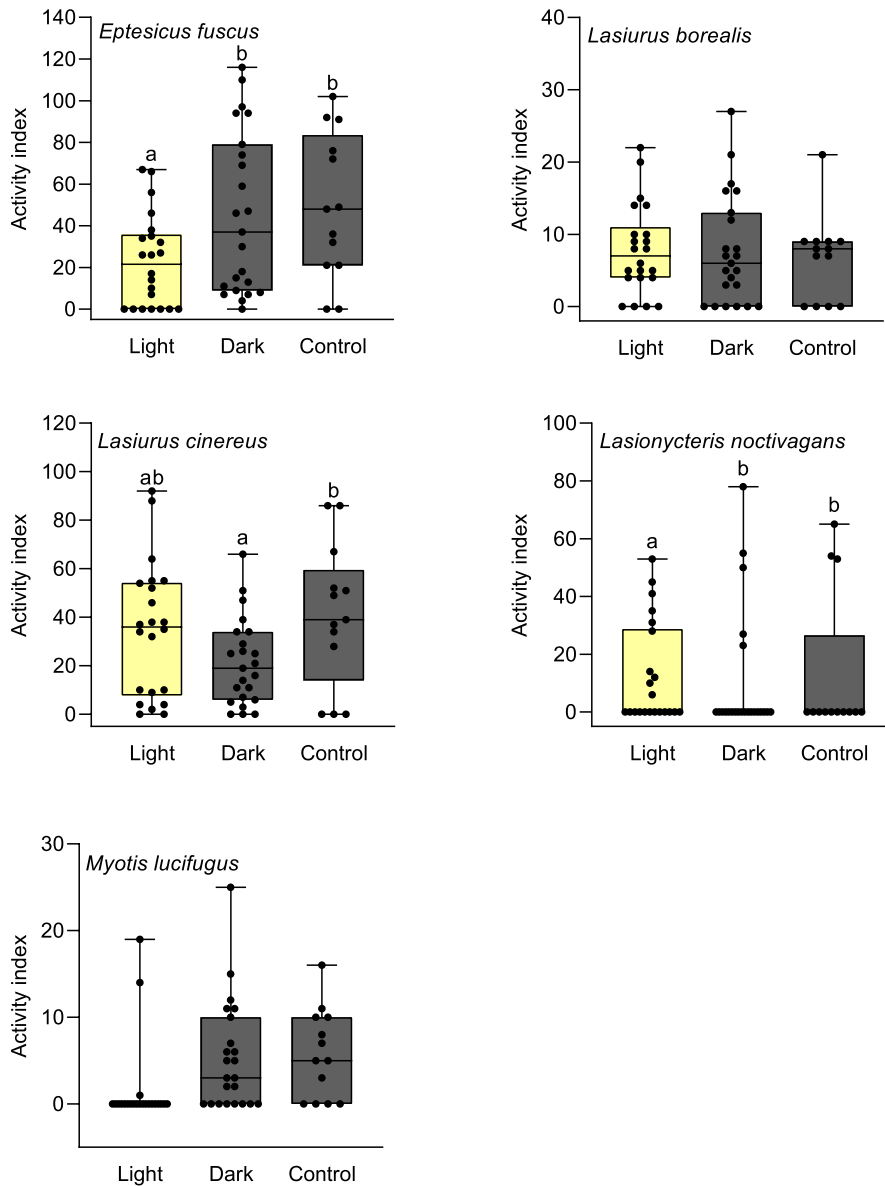 Eptesicus fuscus
Activity index
140
120
100
80
60
40
20
0
a
b
b
Light Dark Control
Lasiurus borealis
Activity index
40
30
20
10
0
Light Dark Control
Lasiurus cinereus
Activity index
120
100
80
60
40
20
0
ab
a
b
Light Dark Control
Lasionycteris noctivagans
Activity index
100
80
60
40
20
0
a
b
b
Light Dark Control
Myotis lucifugus
Activity index
30
20
10
0
Light Dark Control